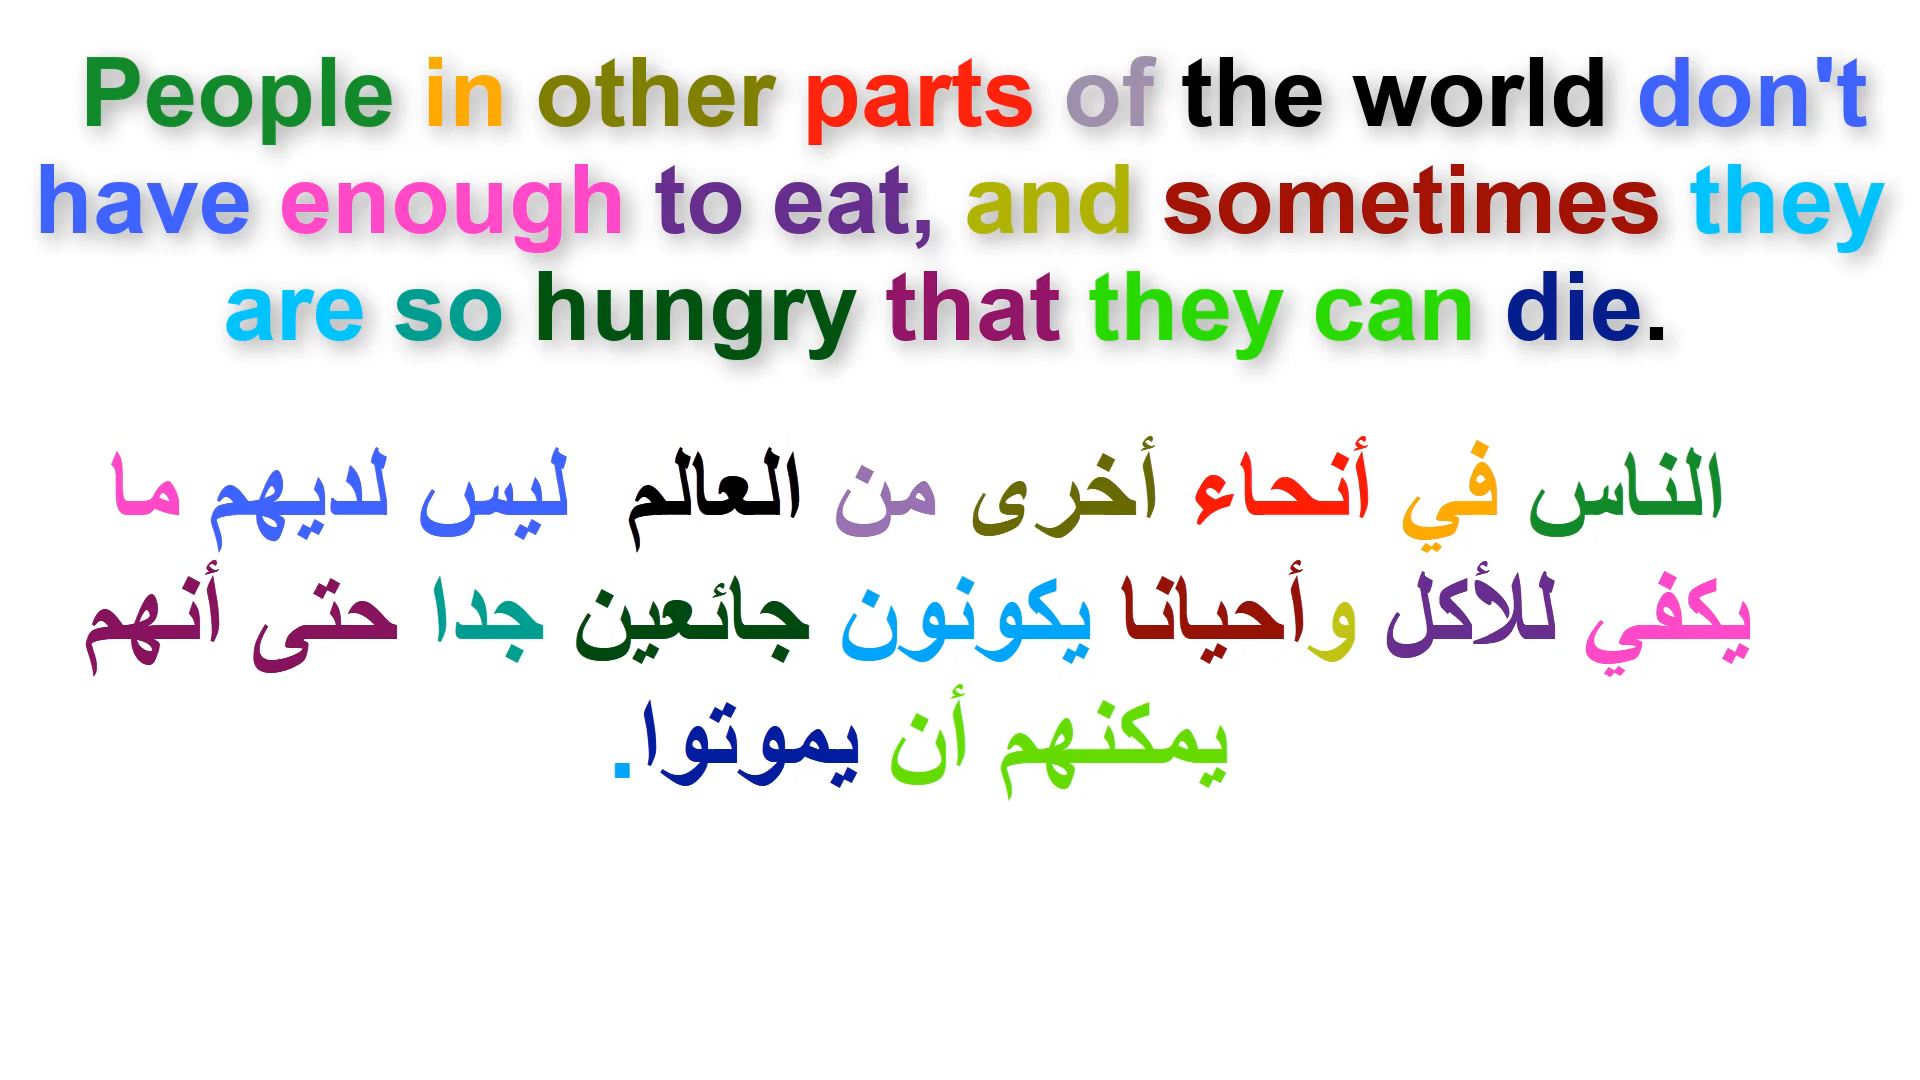 People in other parts of the world don't
have enough to eat, and sometimes they
are so hungry that they can die.
الناس في أنحاء أخرى من العالم ليس لديهم ما
يكفي للأكل وأحيانا يكونون جائعين جدا حتى أنهم
يمكنهم أن يموتوا.